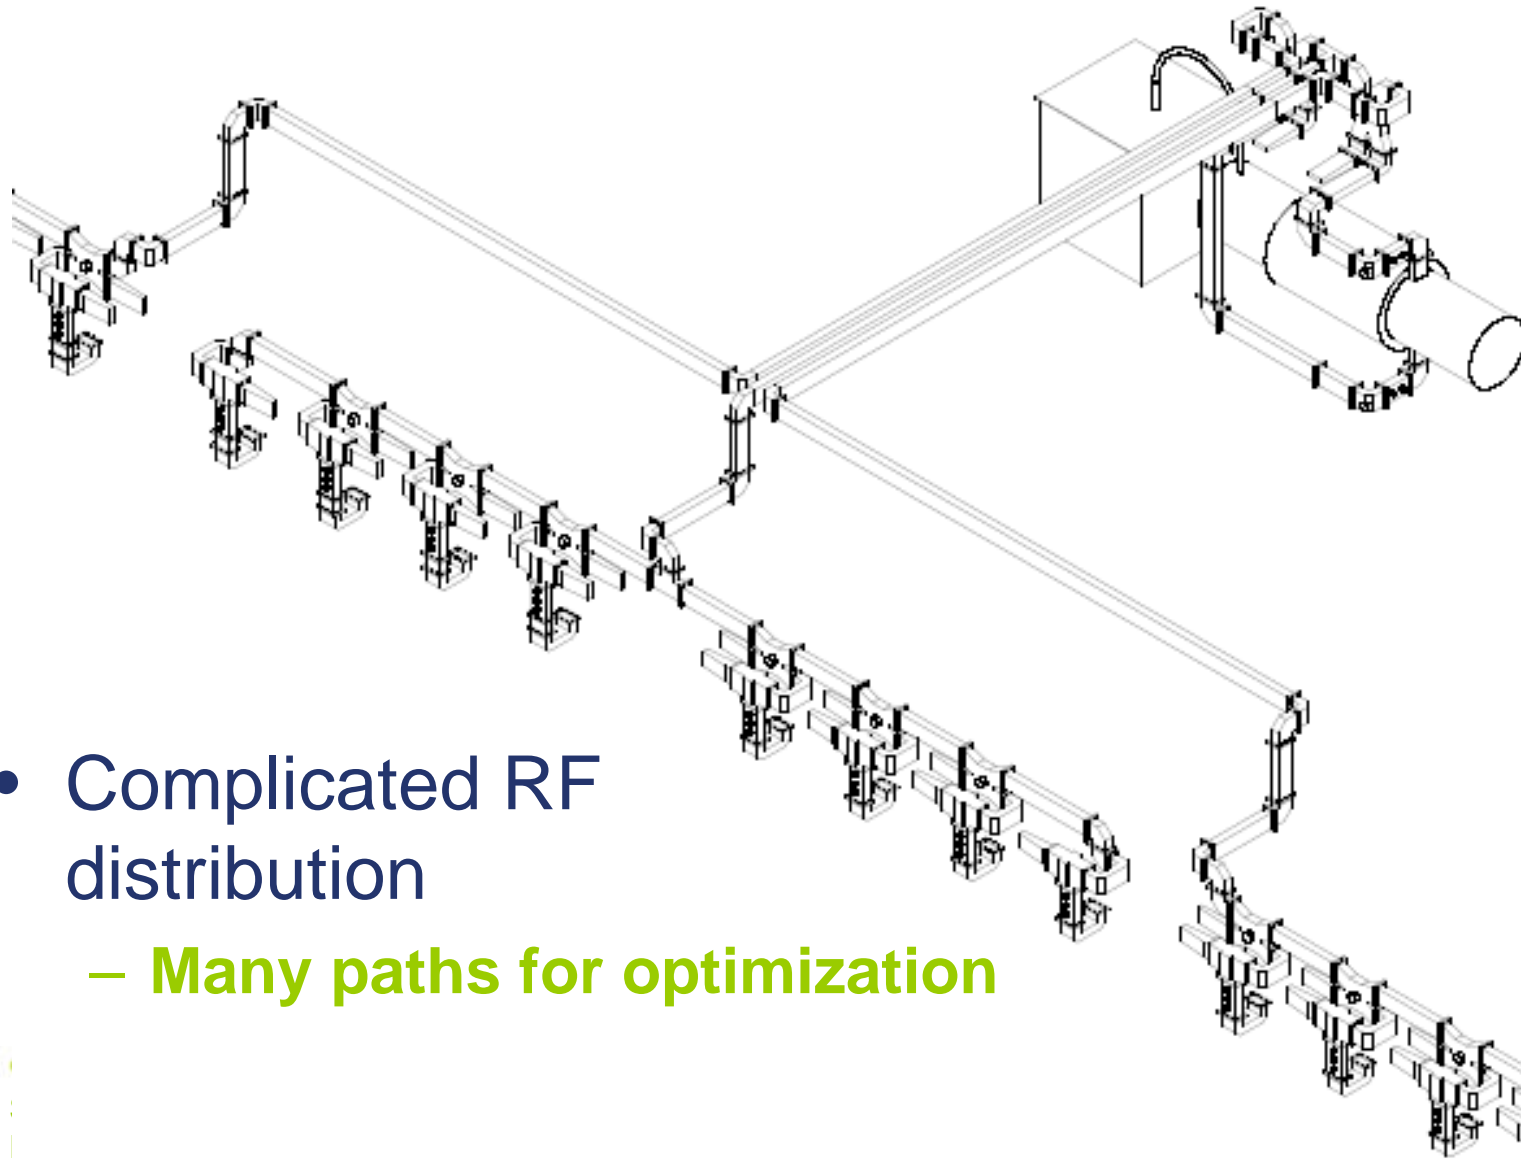 • Complicated RF
distribution
– Many paths for optimization